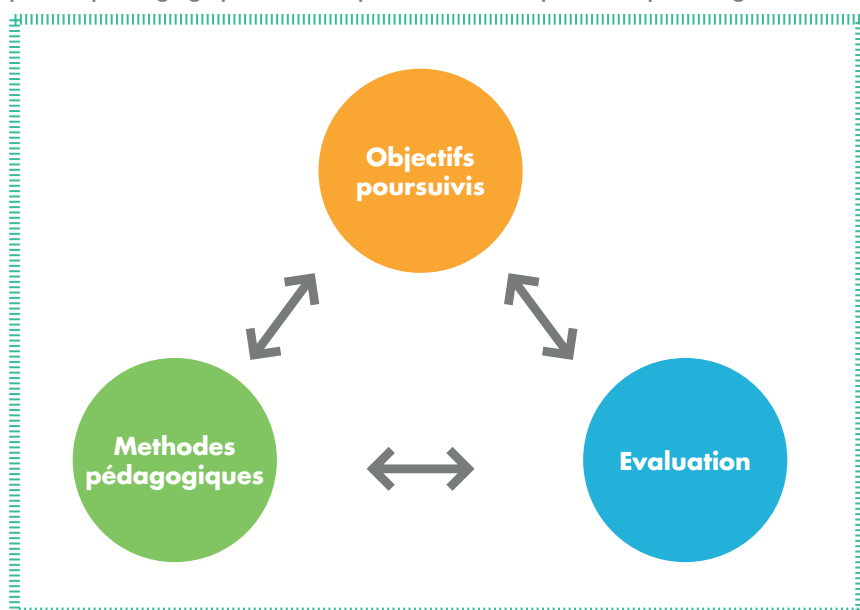 Objectifs
poursuivis
Methodes
pédagogiques
Evaluation